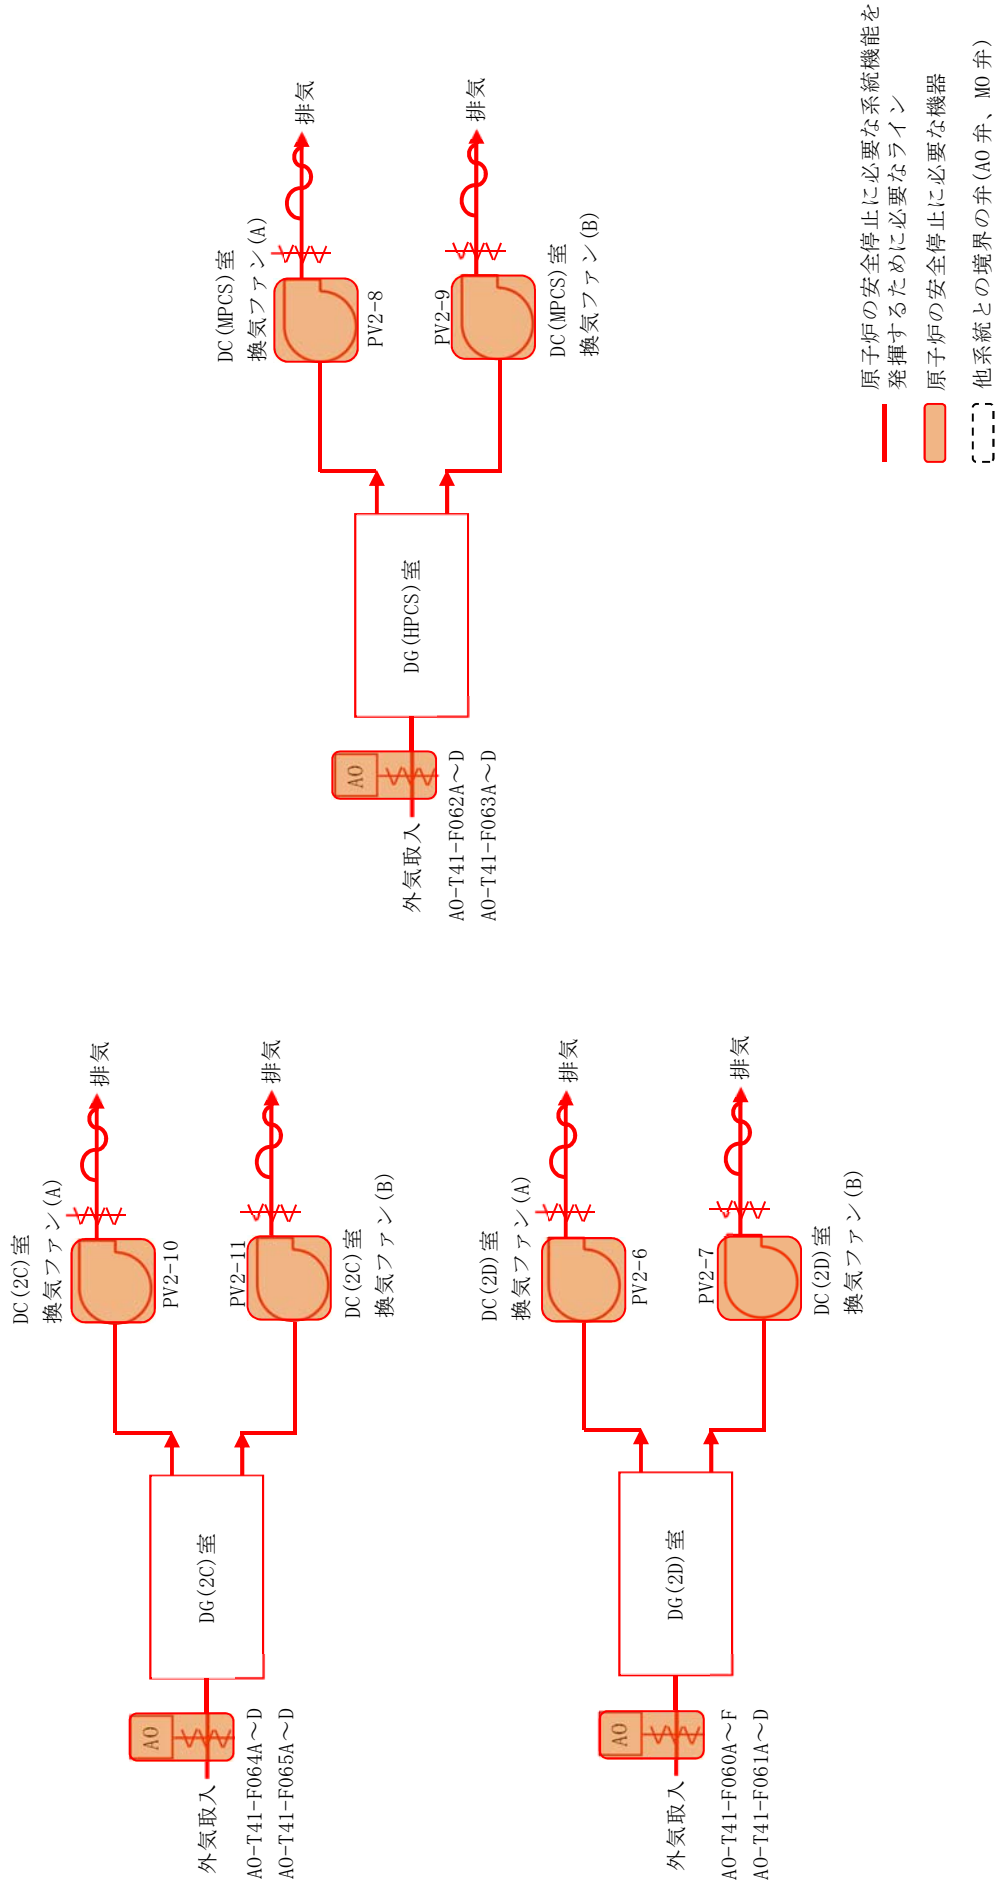 DC(2C)室
換気ファン(A)
排気
PV2-10
外気取入
AO
DG(2C)室
PV2-11
排気
AO-T41-F064A～D
AO-T41-F065A～D
DC(2C)室
換気ファン(B)
DC(2D)室
換気ファン(A)
排気
PV2-6
外気取入
AO
DG(2D)室
PV2-7
排気
AO-T41-F060A～F
AO-T41-F061A～D
DC(2D)室
換気ファン(B)
DC(MPCS)室
換気ファン(A)
排気
PV2-8
外気取入
AO
DG(HPCS)室
PV2-9
排気
AO-T41-F062A～D
AO-T41-F063A～D
DC(MPCS)室
換気ファン(B)
原子炉の安全停止に必要な系統機能を
発揮するために必要なライン
原子炉の安全停止に必要な機器
他系統との境界の弁(AO弁、MO弁)